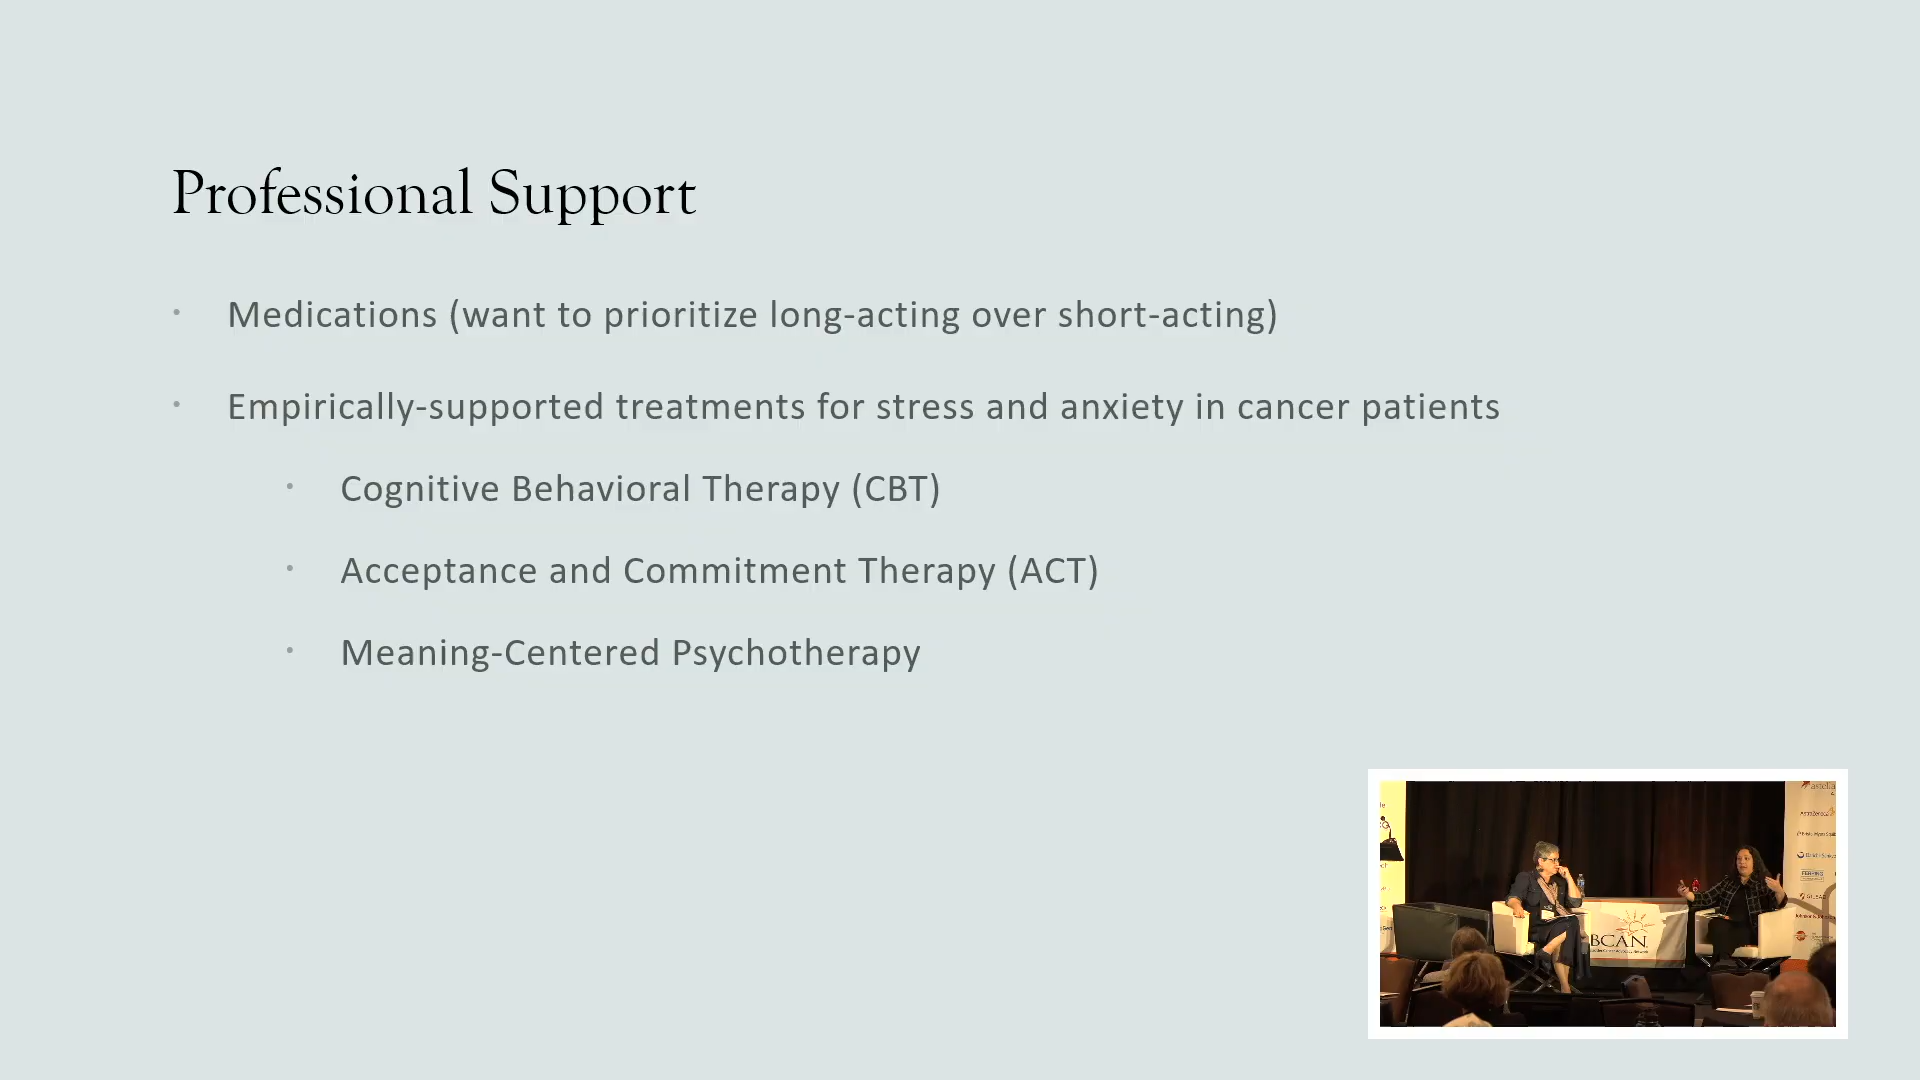 Professional Support
· Medications (want to prioritize long-acting over short-acting)
· Empirically-supported treatments for stress and anxiety in cancer patients
· Cognitive Behavioral Therapy (CBT)
· Acceptance and Commitment Therapy (ACT)
· Meaning-Centered Psychotherapy
BCAN